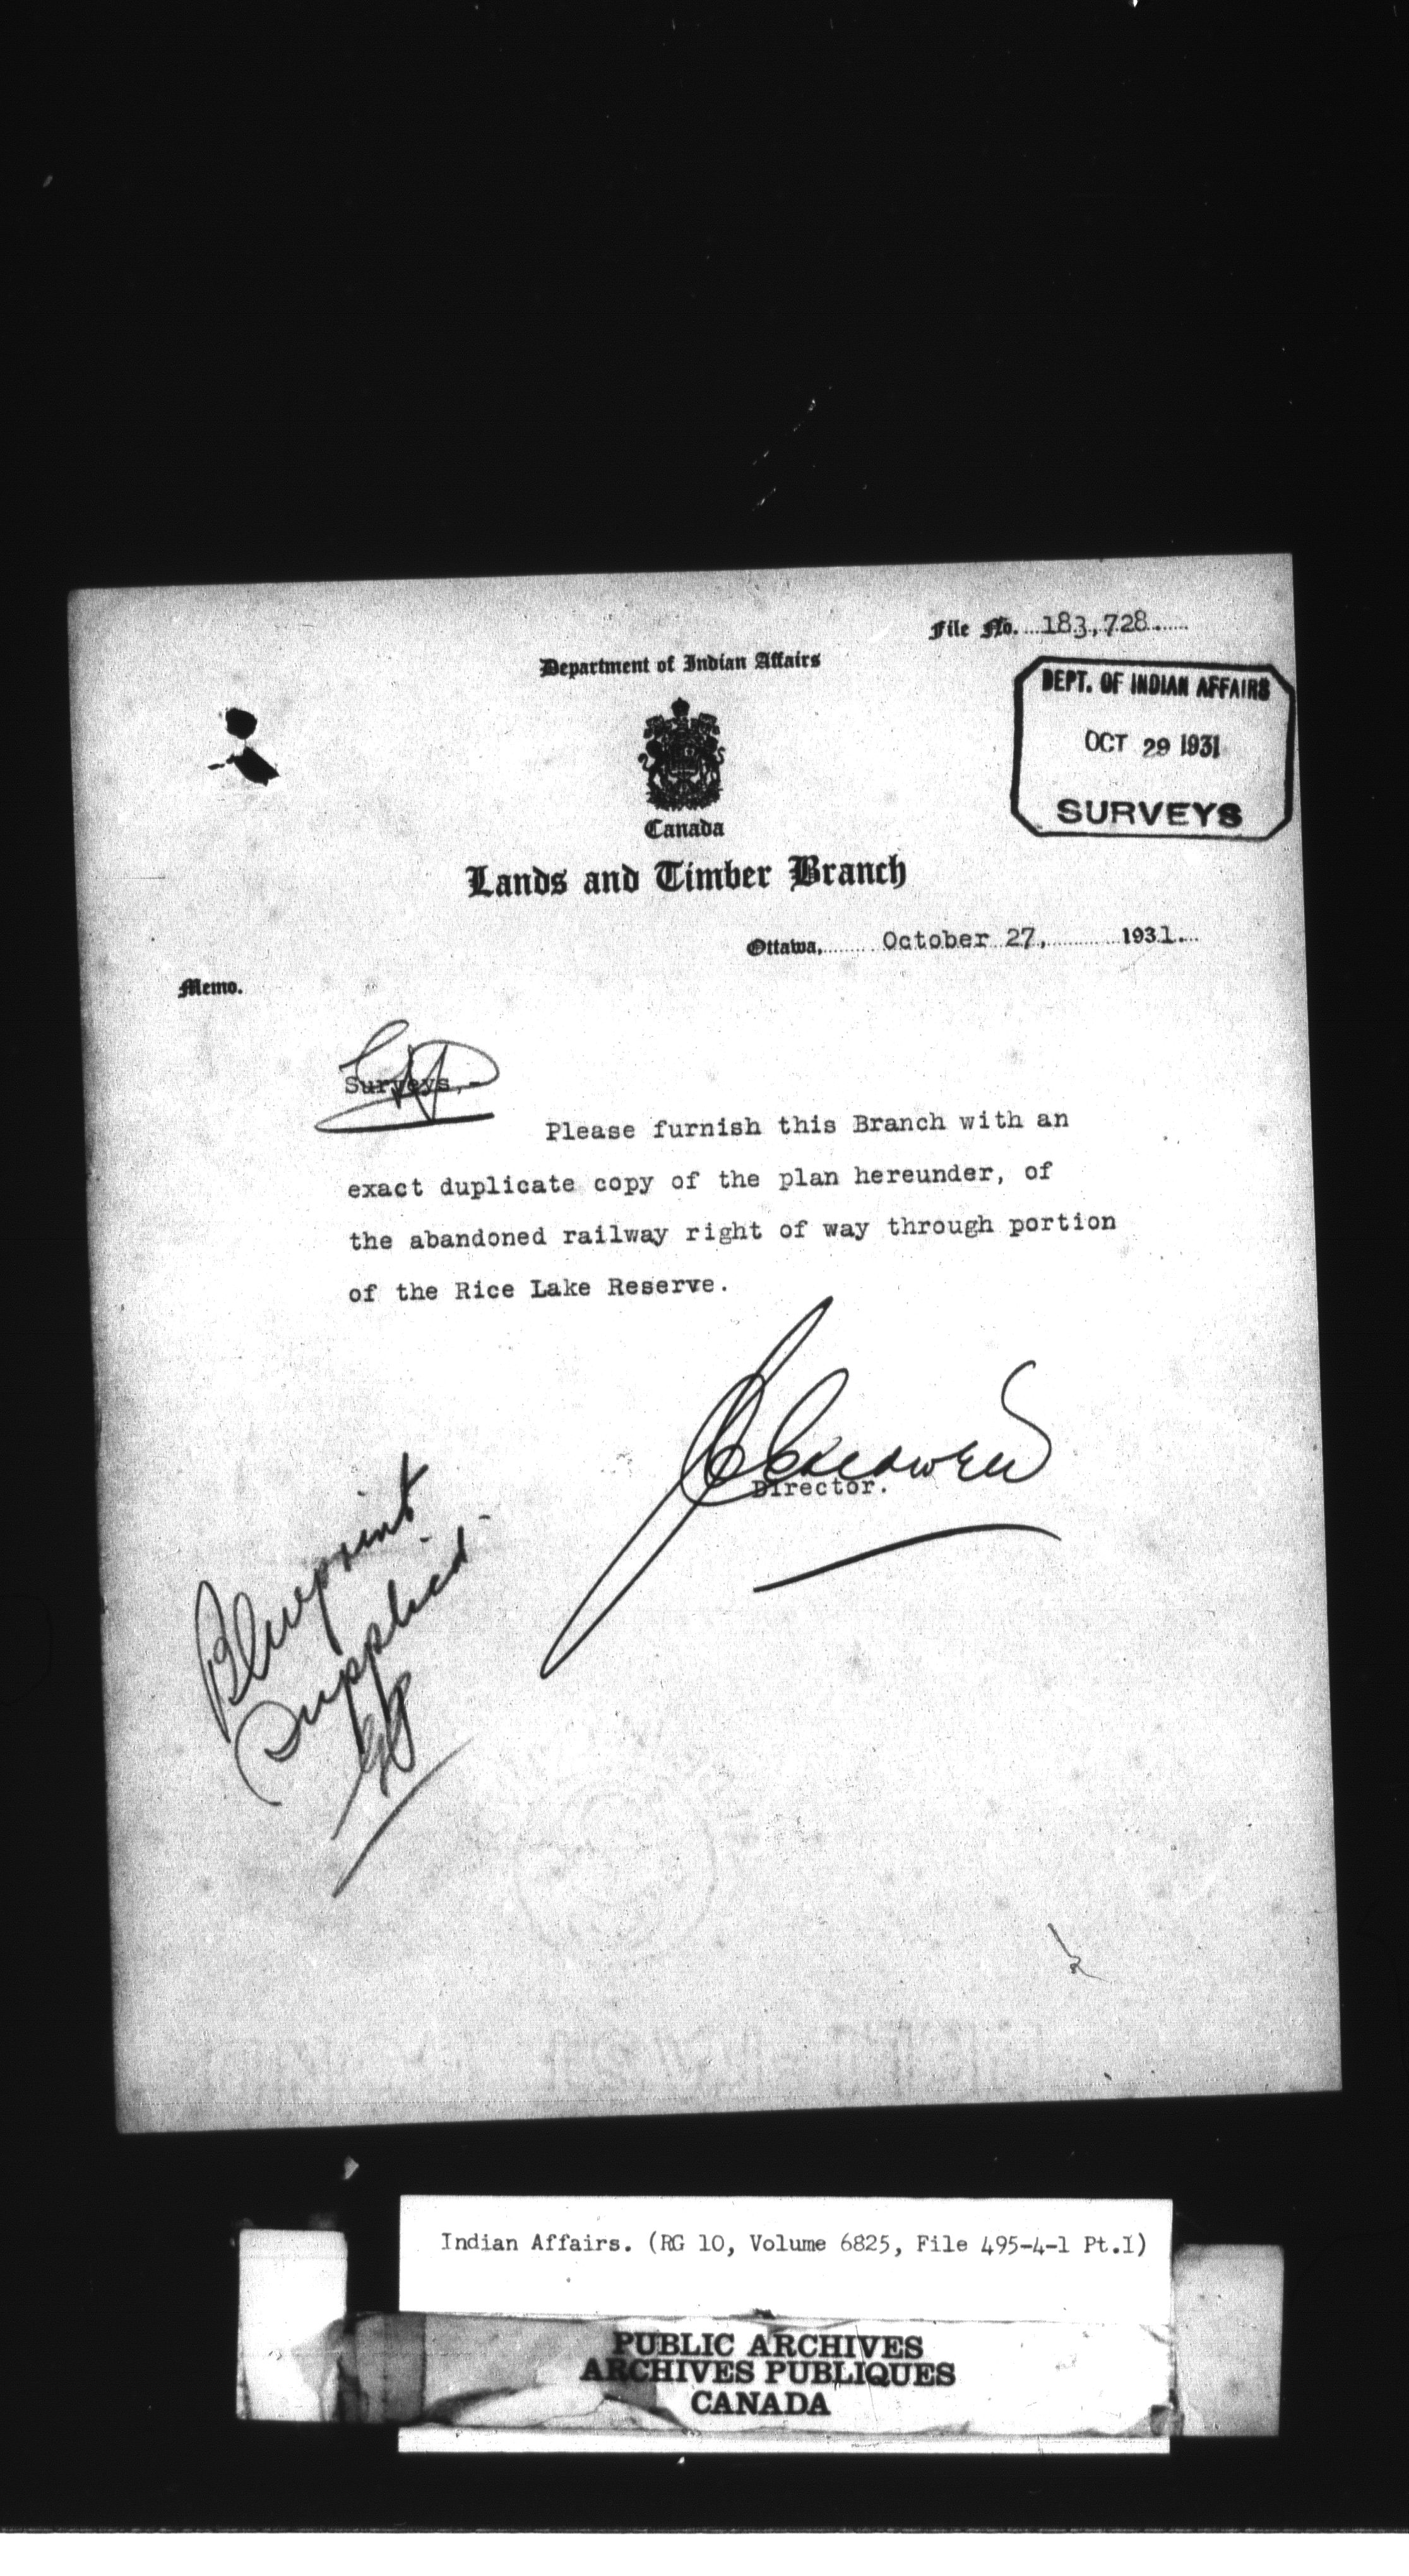 File No. 183,728.
Department of Indian Affairs
DEPT. OF INDIAN AFFAIRS
OCT 29 1931
SURVEYS
Canada
Lands and Timber Branch
Ottawa, October 27, 1931.
Memo.
Surveys,-
Please furnish this Branch with an
exact duplicate copy of the plan hereunder, of
the abandoned railway right of way through portion
of the Rice Lake Reserve.
Director.
Blueprint
Supplied.
Indian Affairs. (RG 10, Volume 6825, File 495-4-1 Pt.1)
PUBLIC ARCHIVES
ARCHIVES PUBLIQUES
CANADA